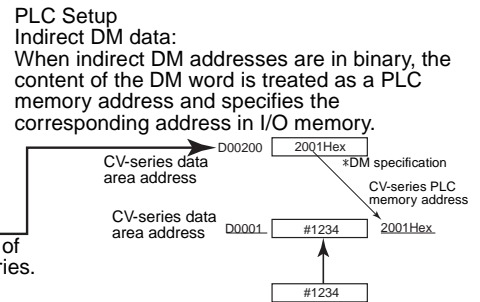 PLC Setup
Indirect DM data:
When indirect DM addresses are in binary, the
content of the DM word is treated as a PLC
memory address and specifies the
corresponding address in I/O memory.
D00200
2001Hex
CV-series data
area address
*DM specification
CV-series PLC
memory address
CV-series data
area address
D0001
#1234
2001Hex
of
ries.
#1234